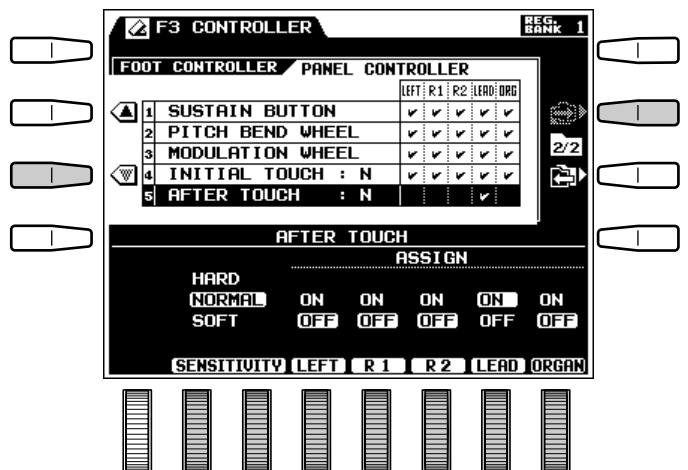 F3 CONTROLLER REG. BANK 1
FOOT CONTROLLER PANEL CONTROLLER
LEFT R1 R2 LEAD ORG
1 SUSTAIN BUTTON
2 PITCH BEND WHEEL
3 MODULATION WHEEL
4 INITIAL TOUCH : N
5 AFTER TOUCH : N
2/2
AFTER TOUCH
ASSIGN
HARD
NORMAL ON ON ON ON ON
SOFT OFF OFF OFF OFF OFF
SENSITIVITY LEFT R 1 R 2 LEAD ORGAN